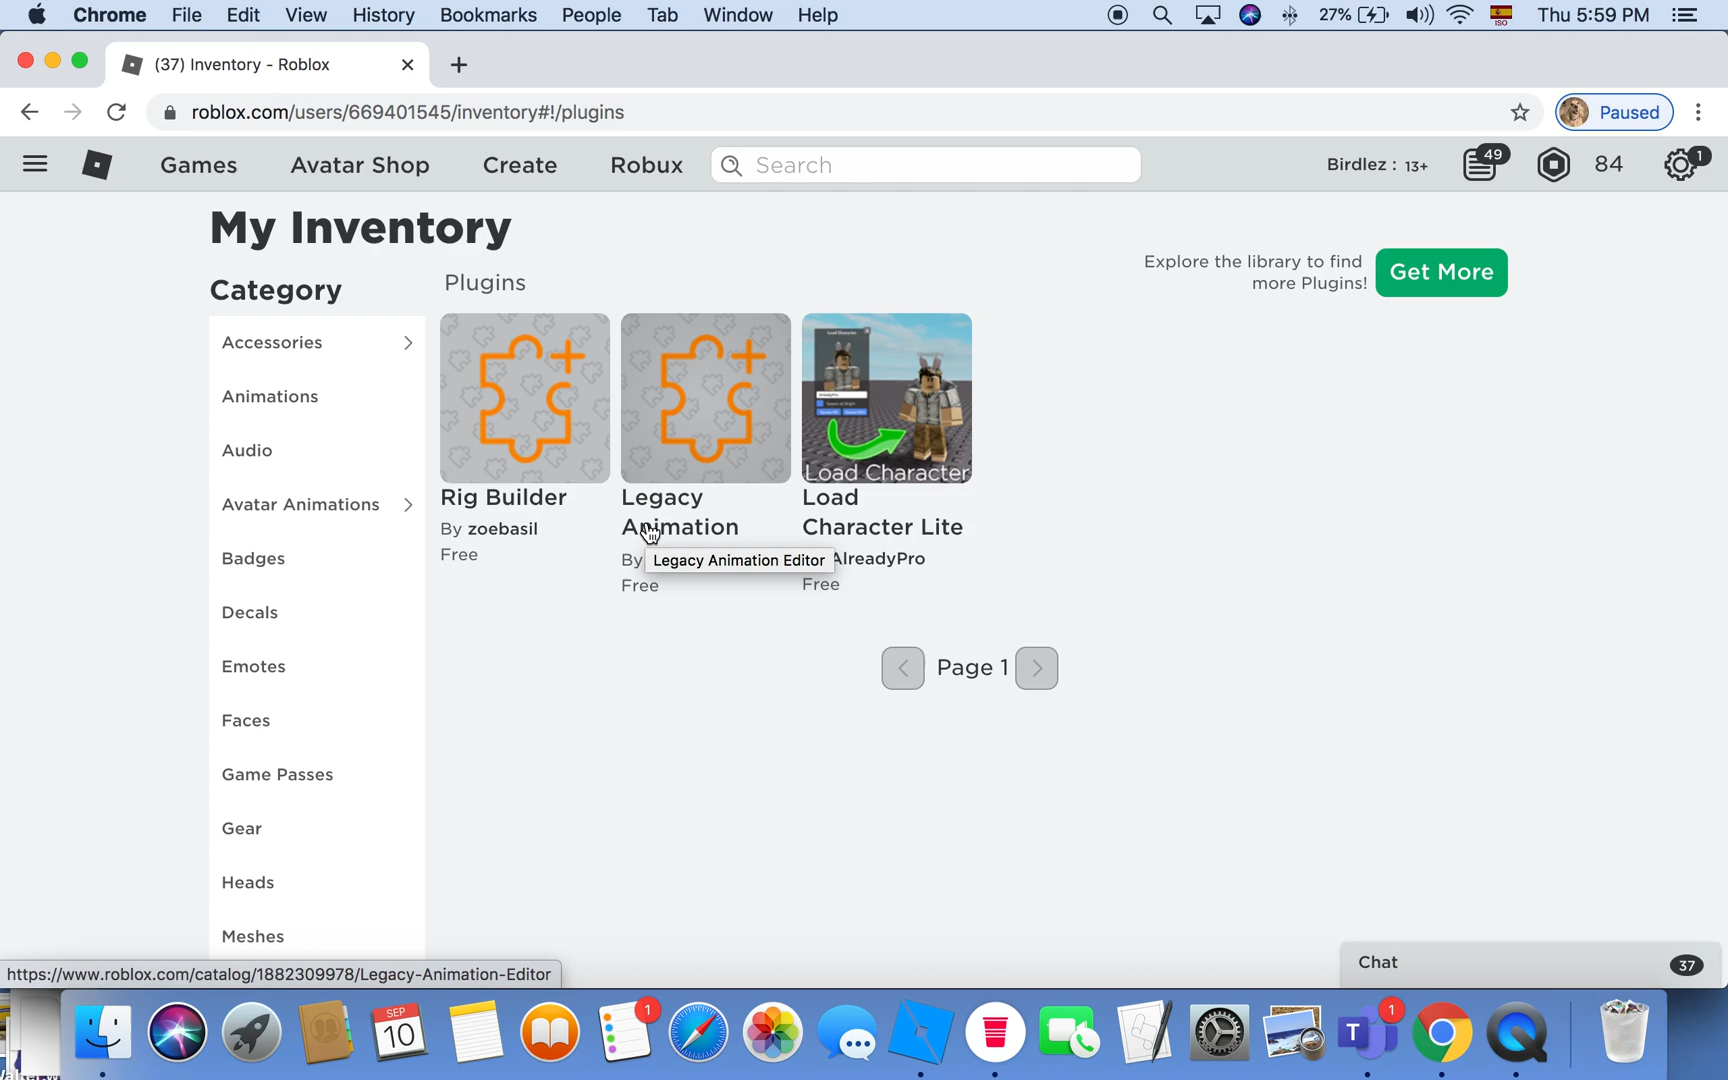 Chrome File Edit View History Bookmarks People Tab Window Help 27% ISO Thu 5:59 PM
(37) Inventory - Roblox
roblox.com/users/669401545/inventory#!/plugins Paused
Games Avatar Shop Create Robux Search Birdlez : 13+ 49 84 1
My Inventory
Explore the library to find
more Plugins!
Get More
Category
Plugins
Accessories
Animations
Audio
Avatar Animations
Badges
Decals
Emotes
Faces
Game Passes
Gear
Heads
Meshes
Load Character
Rig Builder
By zoebasil
Free
Legacy
Animation
By
Legacy Animation Editor
Free
Load
Character Lite
AlreadyPro
Free
Page 1
https://www.roblox.com/catalog/1882309978/Legacy-Animation-Editor
Chat 37
SEP
10
1
T
1